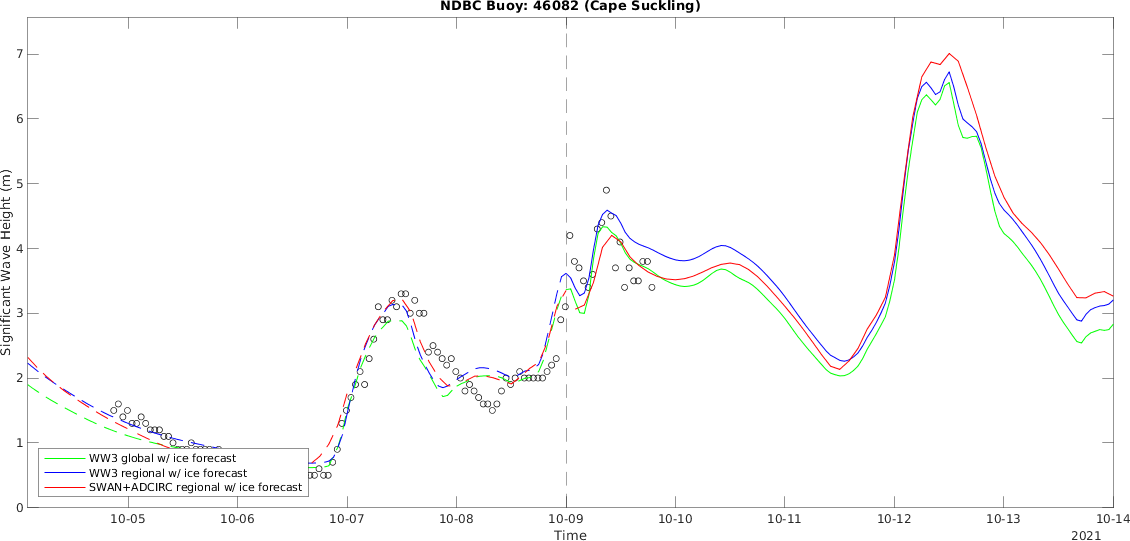 NDBC Buoy: 46082 (Cape Suckling)
Significant Wave Height (m)
7
6
5
4
3
2
1
0
WW3 global w/ ice forecast
WW3 regional w/ ice forecast
SWAN+ADCIRC regional w/ ice forecast
10-05 10-06 10-07 10-08 10-09 10-10 10-11 10-12 10-13 10-14
Time
2021